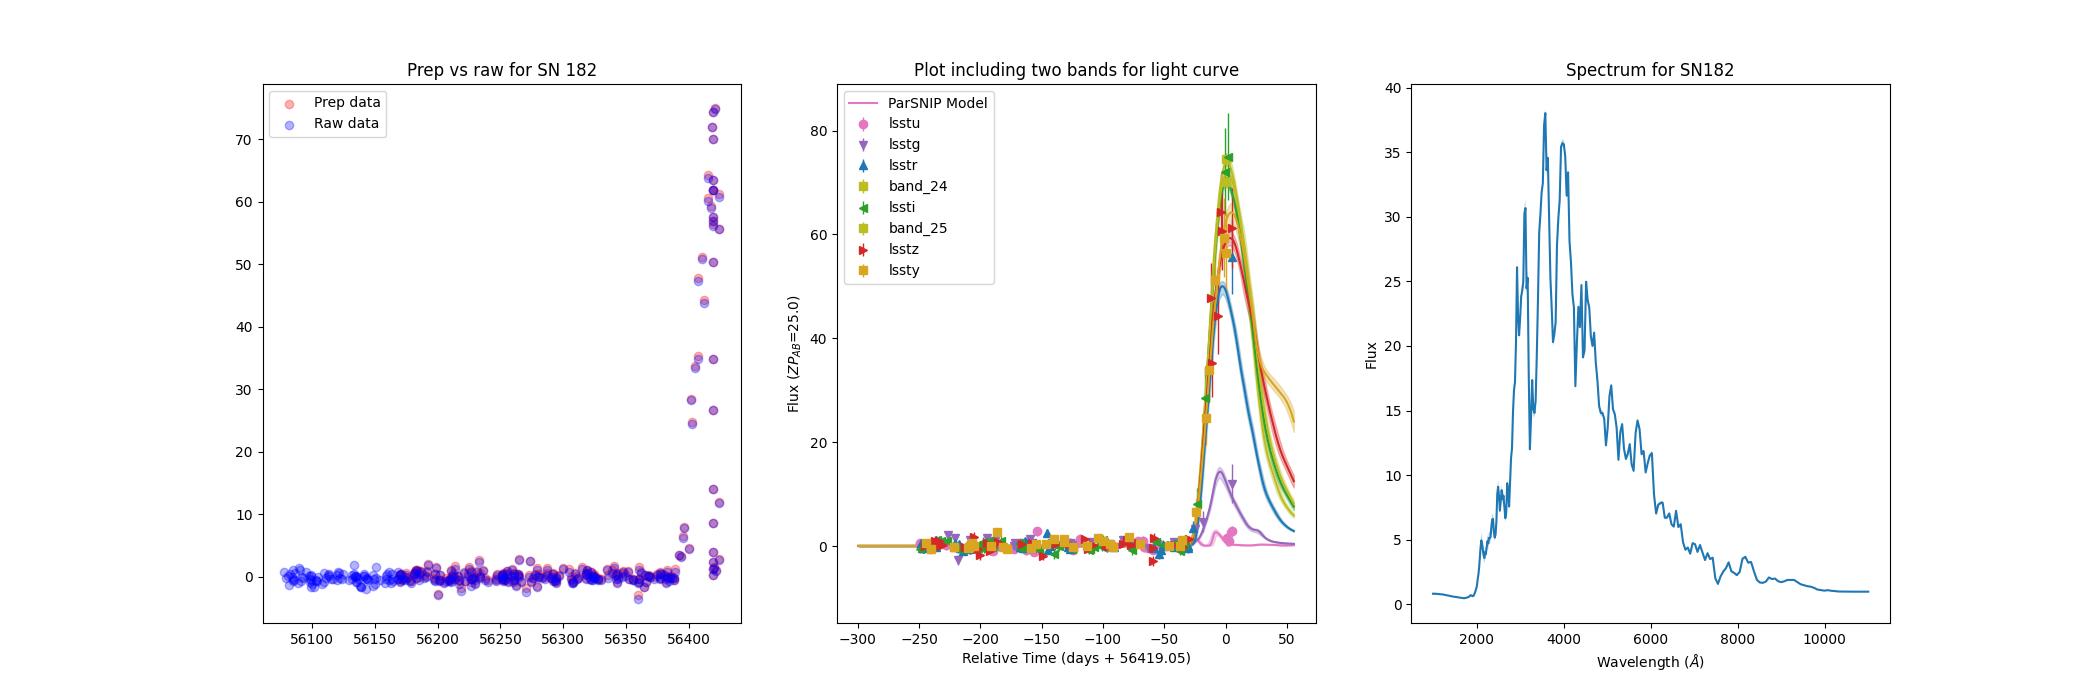 Prep vs raw for SN 182
Prep data
Raw data
70
60
50
40
30
20
10
0
56100 56150 56200 56250 56300 56350 56400
Plot including two bands for light curve
ParSNIP Model
lsstu
lsstg
lsstr
band_24
lssti
band_25
lsstz
lssty
Flux (ZP_AB=25.0)
80
60
40
20
0
−300 −250 −200 −150 −100 −50 0 50
Relative Time (days + 56419.05)
Spectrum for SN182
Flux
40
35
30
25
20
15
10
5
0
2000 4000 6000 8000 10000
Wavelength (Å)